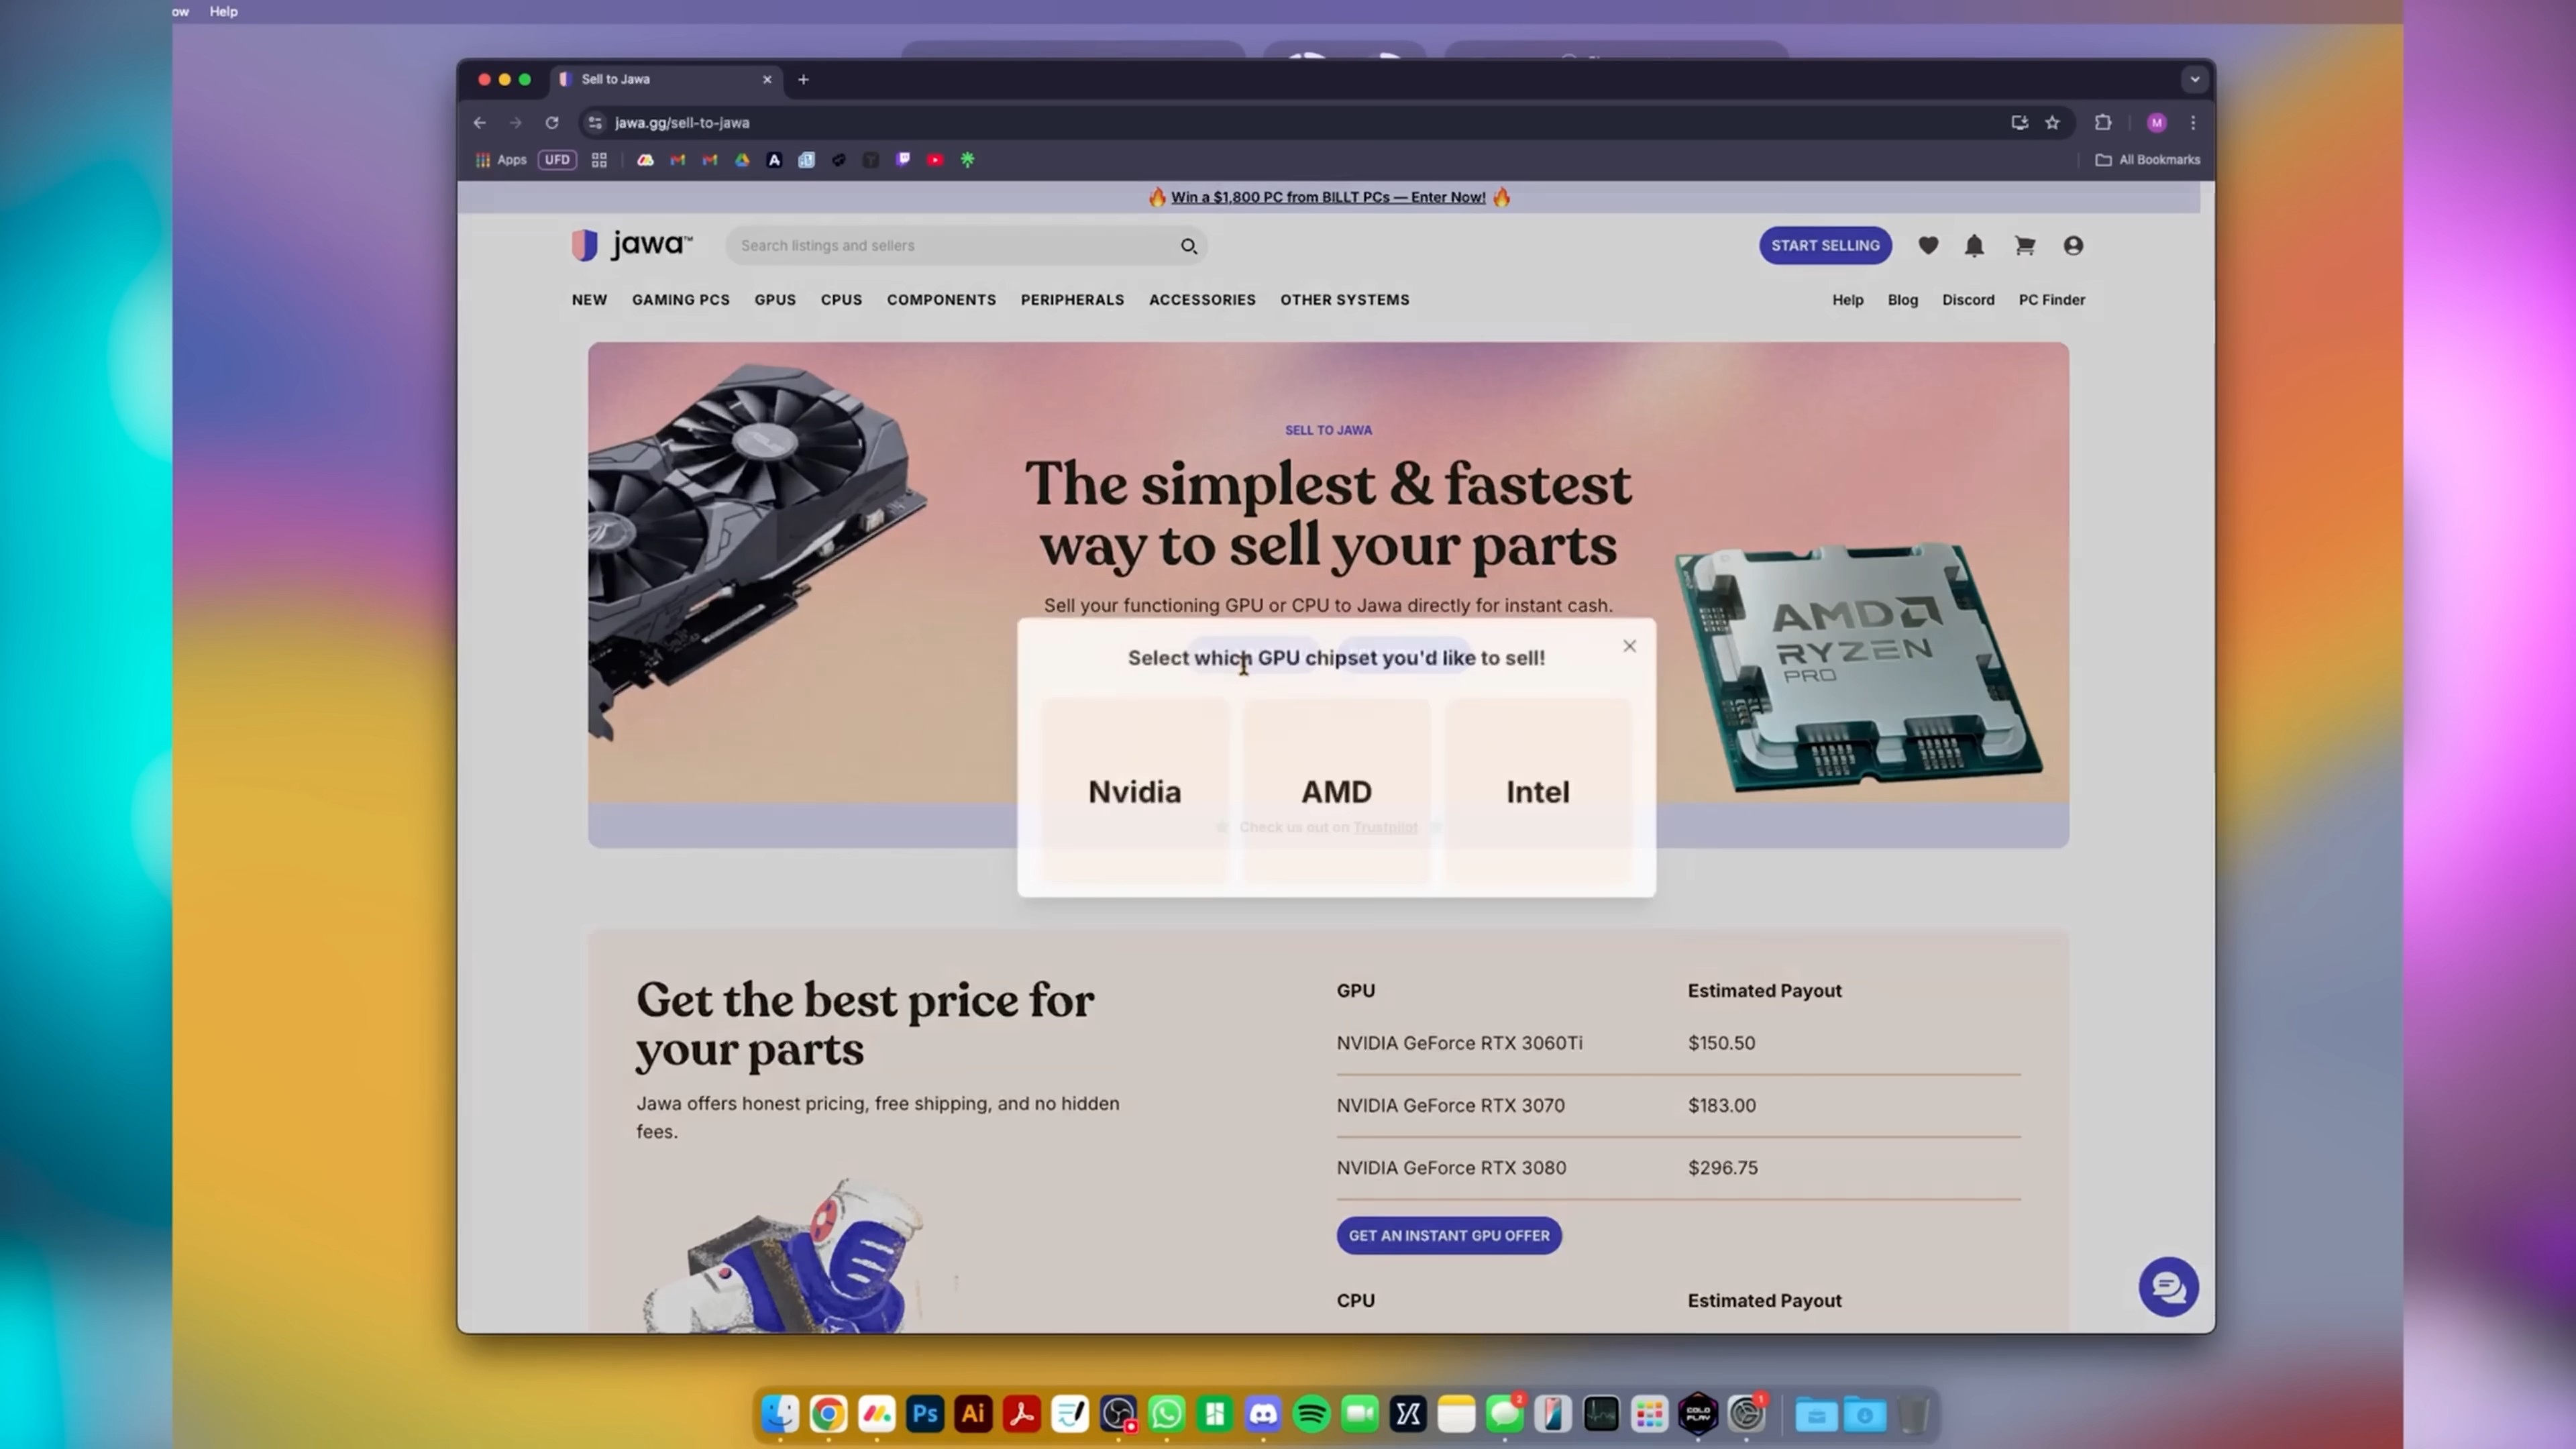 ow Help
Sell to Jawa
jawa.gg/sell-to-jawa
M
Apps UFD A All Bookmarks
🔥 Win a $1,800 PC from BILLT PCs — Enter Now! 🔥
jawa™ Search listings and sellers START SELLING
NEW GAMING PCS GPUS CPUS COMPONENTS PERIPHERALS ACCESSORIES OTHER SYSTEMS Help Blog Discord PC Finder
ASUS
SELL TO JAWA
The simplest & fastest
way to sell your parts
Sell your functioning GPU or CPU to Jawa directly for instant cash.
AMD
RYZEN
PRO
Select which GPU chipset you'd like to sell!
Nvidia AMD Intel
Check us out on Trustpilot
Get the best price for
your parts
Jawa offers honest pricing, free shipping, and no hidden
fees.
GPU Estimated Payout
NVIDIA GeForce RTX 3060Ti $150.50
NVIDIA GeForce RTX 3070 $183.00
NVIDIA GeForce RTX 3080 $296.75
GET AN INSTANT GPU OFFER
CPU Estimated Payout
Ps Ai 2 COLD PLAY 1